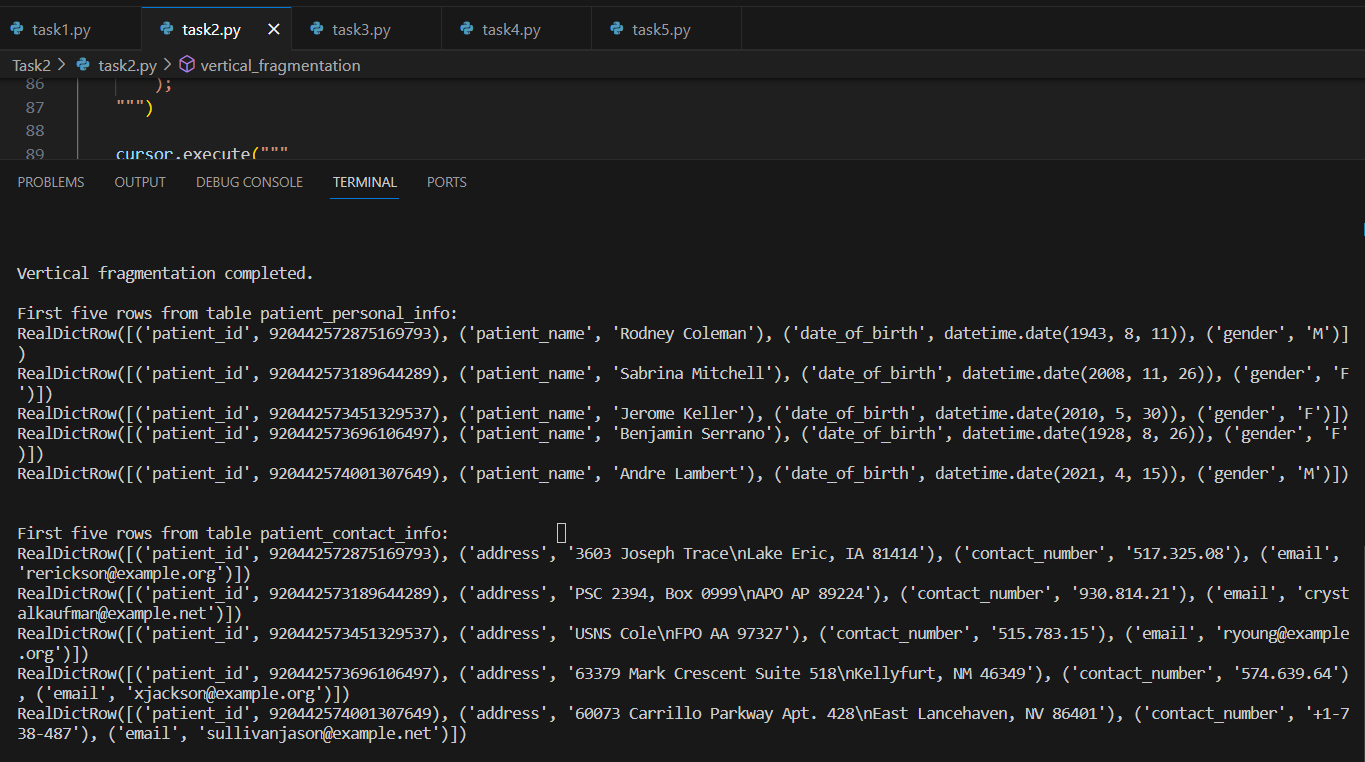 task1.py task2.py task3.py task4.py task5.py
Task2 task2.py vertical_fragmentation
86 );
87 """)
88
89 cursor.execute("""
PROBLEMS OUTPUT DEBUG CONSOLE TERMINAL PORTS
Vertical fragmentation completed.
First five rows from table patient_personal_info:
RealDictRow([('patient_id', 920442572875169793), ('patient_name', 'Rodney Coleman'), ('date_of_birth', datetime.date(1943, 8, 11)), ('gender', 'M')]
)
RealDictRow([('patient_id', 920442573189644289), ('patient_name', 'Sabrina Mitchell'), ('date_of_birth', datetime.date(2008, 11, 26)), ('gender', 'F
')])
RealDictRow([('patient_id', 920442573451329537), ('patient_name', 'Jerome Keller'), ('date_of_birth', datetime.date(2010, 5, 30)), ('gender', 'F')])
RealDictRow([('patient_id', 920442573696106497), ('patient_name', 'Benjamin Serrano'), ('date_of_birth', datetime.date(1928, 8, 26)), ('gender', 'F'
)])
RealDictRow([('patient_id', 920442574001307649), ('patient_name', 'Andre Lambert'), ('date_of_birth', datetime.date(2021, 4, 15)), ('gender', 'M')])
First five rows from table patient_contact_info:
RealDictRow([('patient_id', 920442572875169793), ('address', '3603 Joseph Trace\nLake Eric, IA 81414'), ('contact_number', '517.325.08'), ('email',
'rerickson@example.org')])
RealDictRow([('patient_id', 920442573189644289), ('address', 'PSC 2394, Box 0999\nAPO AP 89224'), ('contact_number', '930.814.21'), ('email', 'cryst
alkaufman@example.net')])
RealDictRow([('patient_id', 920442573451329537), ('address', 'USNS Cole\nFPO AA 97327'), ('contact_number', '515.783.15'), ('email', 'ryoung@example
.org')])
RealDictRow([('patient_id', 920442573696106497), ('address', '63379 Mark Crescent Suite 518\nKellyfurt, NM 46349'), ('contact_number', '574.639.64')
, ('email', 'xjackson@example.org')])
RealDictRow([('patient_id', 920442574001307649), ('address', '60073 Carrillo Parkway Apt. 428\nEast Lancehaven, NV 86401'), ('contact_number', '+1-7
38-487'), ('email', 'sullivanjason@example.net')])